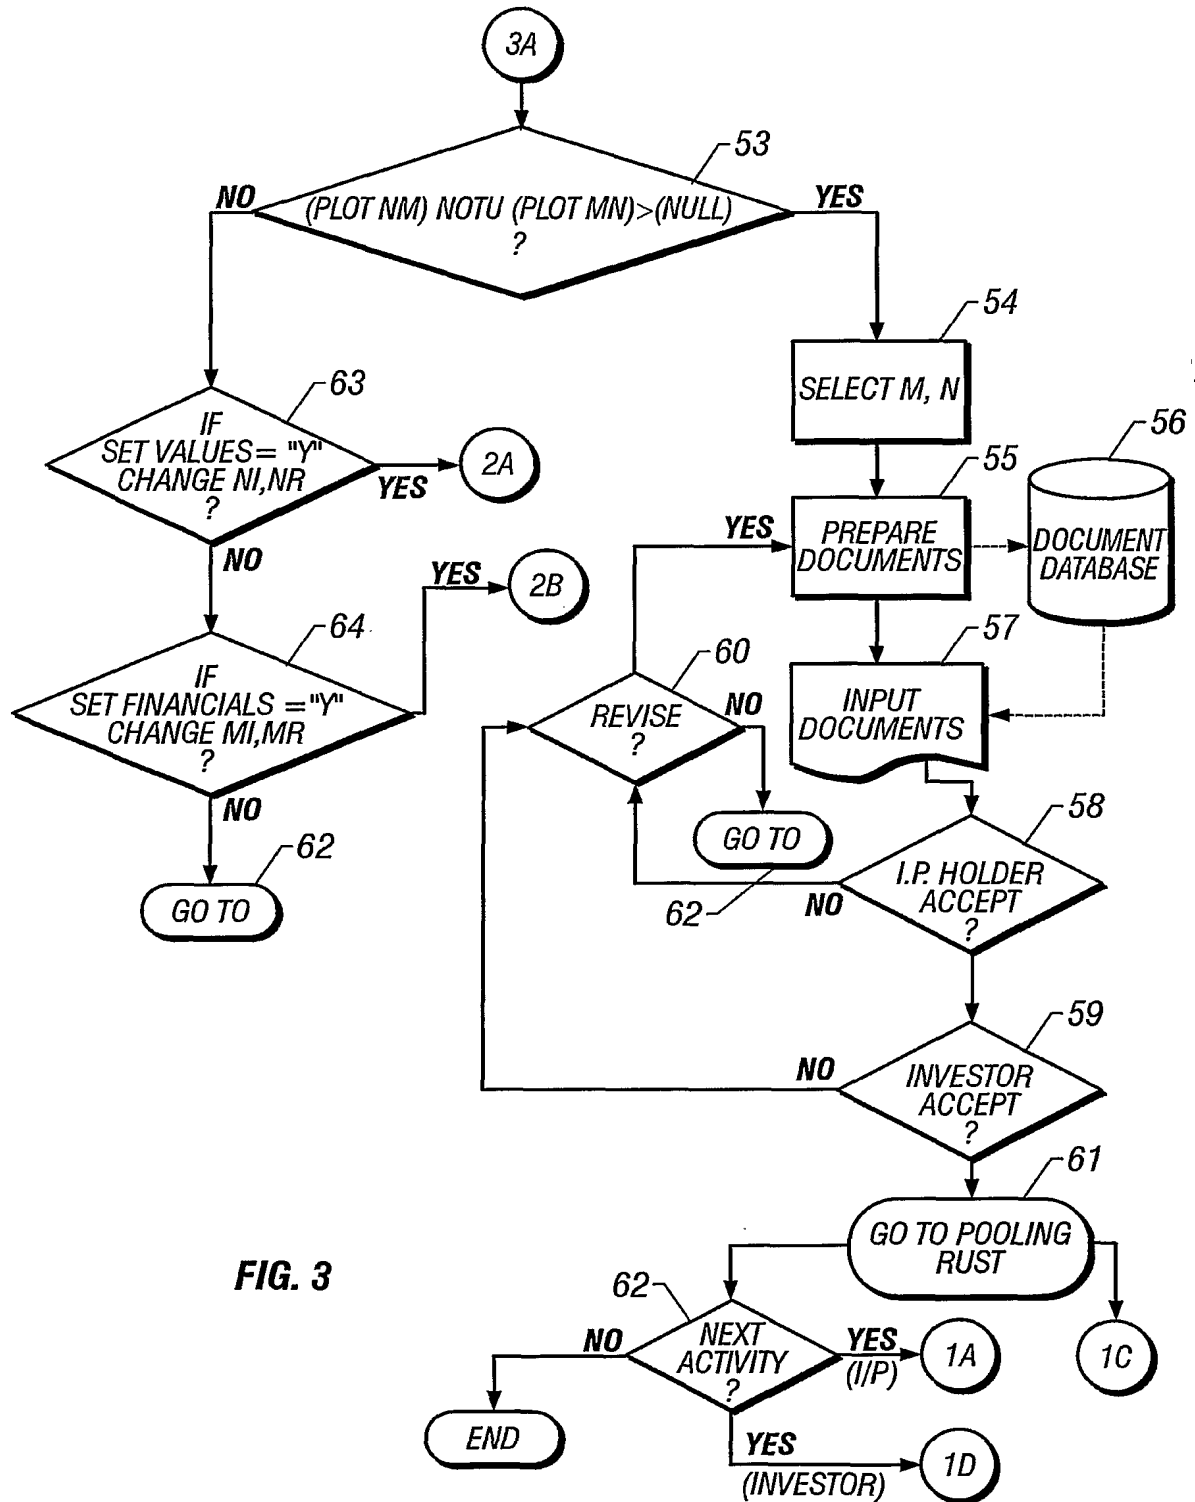 3A
53
NO
(PLOT NM) NOTU (PLOT MN)>(NULL)
?
YES
54
SELECT M, N
63
IF
SET VALUES= "Y"
CHANGE NI,NR
?
YES
2A
NO
56
55
YES
PREPARE
DOCUMENTS
DOCUMENT
DATABASE
YES
2B
64
IF
SET FINANCIALS ="Y"
CHANGE MI,MR
?
NO
57
60
REVISE
?
NO
INPUT
DOCUMENTS
GO TO
62
62
GO TO
58
I.P. HOLDER
ACCEPT
?
NO
59
NO
INVESTOR
ACCEPT
?
61
GO TO POOLING
RUST
FIG. 3
62
NO
NEXT
ACTIVITY
?
YES
(I/P)
1A
1C
END
YES
(INVESTOR)
1D